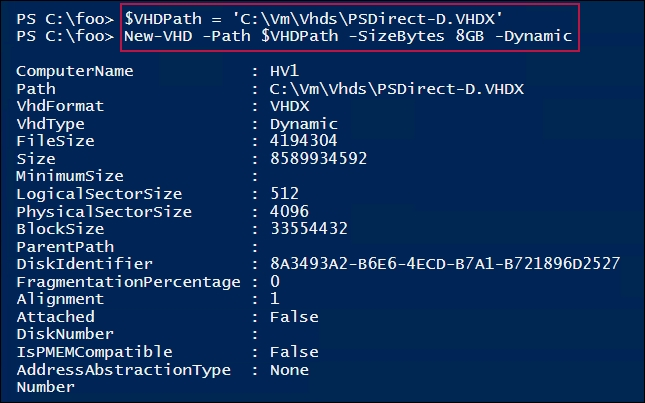 PS C:\foo> $VHDPath = 'C:\Vm\Vhds\PSDirect-D.VHDX'
PS C:\foo> New-VHD -Path $VHDPath -SizeBytes 8GB -Dynamic
ComputerName : HV1
Path : C:\Vm\Vhds\PSDirect-D.VHDX
VhdFormat : VHDX
VhdType : Dynamic
FileSize : 4194304
Size : 8589934592
MinimumSize :
LogicalSectorSize : 512
PhysicalSectorSize : 4096
BlockSize : 33554432
ParentPath :
DiskIdentifier : 8A3493A2-B6E6-4ECD-B7A1-B721896D2527
FragmentationPercentage : 0
Alignment : 1
Attached : False
DiskNumber :
IsPMEMCompatible : False
AddressAbstractionType : None
Number